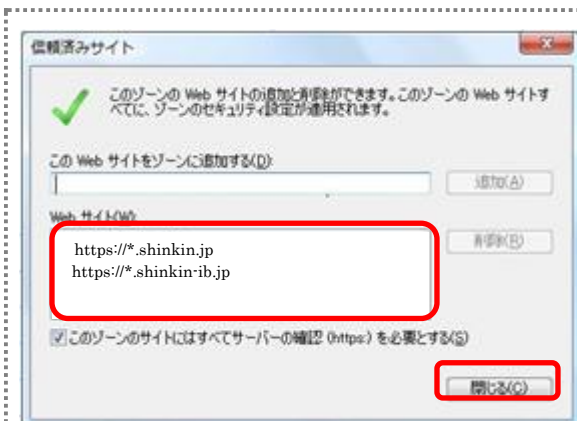 信頼済みサイト
このゾーンの Web サイトの追加と削除ができます。このゾーンの Web サイトす
べてに、ゾーンのセキュリティ設定が適用されます。
この Web サイトをゾーンに追加する(D):
追加(A)
Web サイト(W):
https://*.shinkin.jp
https://*.shinkin-ib.jp
削除(R)
このゾーンのサイトにはすべてサーバーの確認 (https:) を必要とする(S)
閉じる(C)